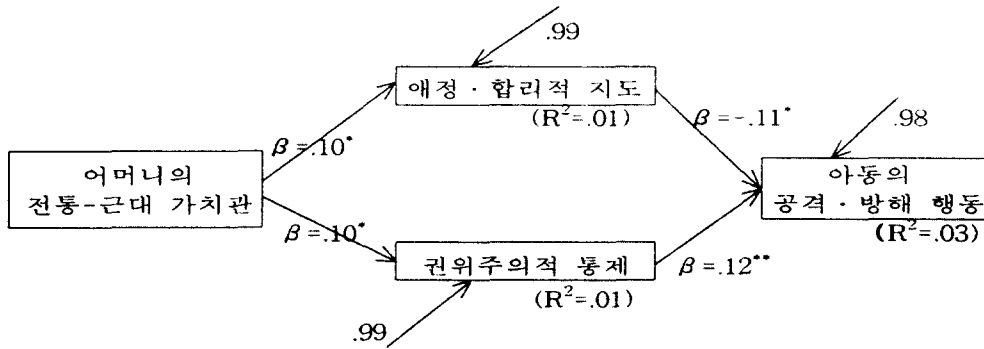 .99
애정·합리적 지도
(R²=.01)
β=-.11*
.98
β=.10*
어머니의
전통-근대 가치관
아동의
공격·방해 행동
(R²=.03)
β=.10*
권위주의적 통제
β=.12**
(R²=.01)
.99